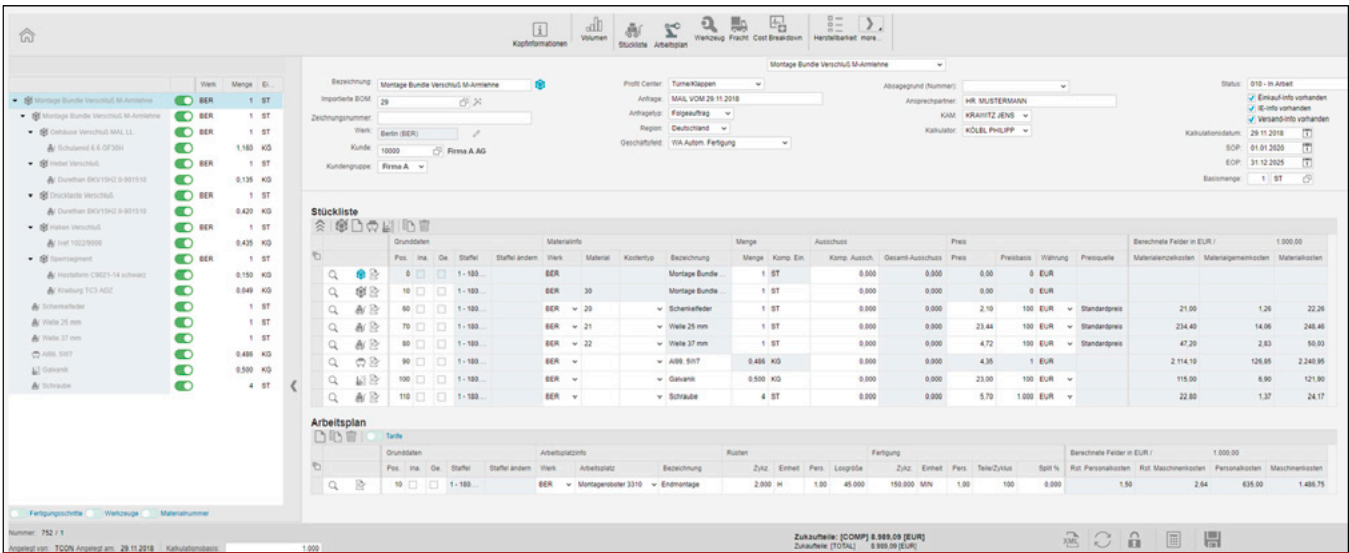 Kopfinformationen Volumen Stückliste Arbeitsplan Werkzeug Fracht Cost Breakdown Herstellbarkeit more...
Montage Bundle Verschluß M-Armlehne
Werk Menge Ei...
Montage Bundle Verschluß M-Armlehne BER 1 ST
Montage Bundle Verschluß M-Armlehne BER 1 ST
Gehäuse Verschluß MAL LL BER 1 ST
Schulamid 6.6 GF30H 1,160 KG
Hebel Verschluß BER 1 ST
Durethan BKV15H2.0-901510 0,135 KG
Drucktaste Verschluß BER 1 ST
Durethan BKV15H2.0-901510 0,420 KG
Haken Verschluß BER 1 ST
Ivet 1022/9006 0,435 KG
Sperrsegment BER 1 ST
Hostaform C9021-14 schwarz 0,150 KG
Kraiburg TC3 ADZ 0,049 KG
Schenkelfeder 1 ST
Welle 25 mm 1 ST
Welle 37 mm 1 ST
Al99, 5W7 0,486 KG
Galvanik 0,500 KG
Schraube 4 ST
Fertigungsschritte Werkzeuge Materialnummer
Bezeichnung: Montage Bundle Verschluß M-Armlehne
Importierte BOM: 29
Zeichnungsnummer:
Werk: Berlin (BER)
Kunde: 10000 Firma A AG
Kundengruppe: Firma A
Profit Center: Türne/Klappen
Anfrage: MAIL VOM 29.11.2018
Anfragetyp: Folgeauftrag
Region: Deutschland
Geschäftsfeld: WA Autom. Fertigung
Absagegrund (Nummer):
Ansprechpartner: HR. MUSTERMANN
KAM: KRAWITZ JENS
Kalkulator: KÖLBL PHILIPP
Status: 010 - In Arbeit
Einkauf-Info vorhanden
IE-Info vorhanden
Versand-Info vorhanden
Kalkulationsdatum: 29.11.2018
SOP: 01.01.2020
EOP: 31.12.2025
Basismenge: 1 ST
Stückliste
Grunddaten Materialinfo Menge Ausschuss Preis Berechnete Felder in EUR / 1.000,00
Pos. Ina. Ge. Staffel Staffel ändern Werk Material Kostentyp Bezeichnung Menge Komp. Ein. Komp. Aussch. Gesamt-Ausschuss Preis Preisbasis Währung Preisquelle Materialeinzelkosten Materialgemeinkosten Materialkosten
0 1 - 180... BER Montage Bundle ... 1 ST 0,000 0,000 0,00 0 EUR
10 1 - 180... BER 30 Montage Bundle ... 1 ST 0,000 0,000 0,00 0 EUR
60 1 - 180... BER 20 Schenkelfeder 1 ST 0,000 0,000 2,10 100 EUR Standardpreis 21,00 1,26 22,26
70 1 - 180... BER 21 Welle 25 mm 1 ST 0,000 0,000 23,44 100 EUR Standardpreis 234,40 14,06 248,46
80 1 - 180... BER 22 Welle 37 mm 1 ST 0,000 0,000 4,72 100 EUR Standardpreis 47,20 2,83 50,03
90 1 - 180... BER Al99, 5W7 0,486 KG 0,000 0,000 4,35 1 EUR 2.114,10 126,85 2.240,95
100 1 - 180... BER Galvanik 0,500 KG 0,000 0,000 23,00 100 EUR 115,00 6,90 121,90
110 1 - 180... BER Schraube 4 ST 0,000 0,000 5,70 1.000 EUR 22,80 1,37 24,17
Arbeitsplan
Tarife
Grunddaten Arbeitsplatzinfo Rüsten Fertigung Berechnete Felder in EUR / 1.000,00
Pos. Ina. Ge. Staffel Staffel ändern Werk Arbeitsplatz Bezeichnung Zykz. Einheit Pers. Losgröße Zykz. Einheit Pers. Teile/Zyklus Split % Rüst. Personalkosten Rüst. Maschinenkosten Personalkosten Maschinenkosten
10 1 - 180... BER Montageroboter 3310 Endmontage 2,000 H 1,00 45.000 150,000 MIN 1,00 100 0,000 1,50 2,64 635,00 1.486,75
Nummer: 752 / 1
Angelegt von: TCON Angelegt am: 29.11.2018 Kalkulationsbasis: 1.000
Zukaufteile: [COMP] 8.989,09 [EUR]
Zukaufteile: [TOTAL] 8.989,09 [EUR]
XML